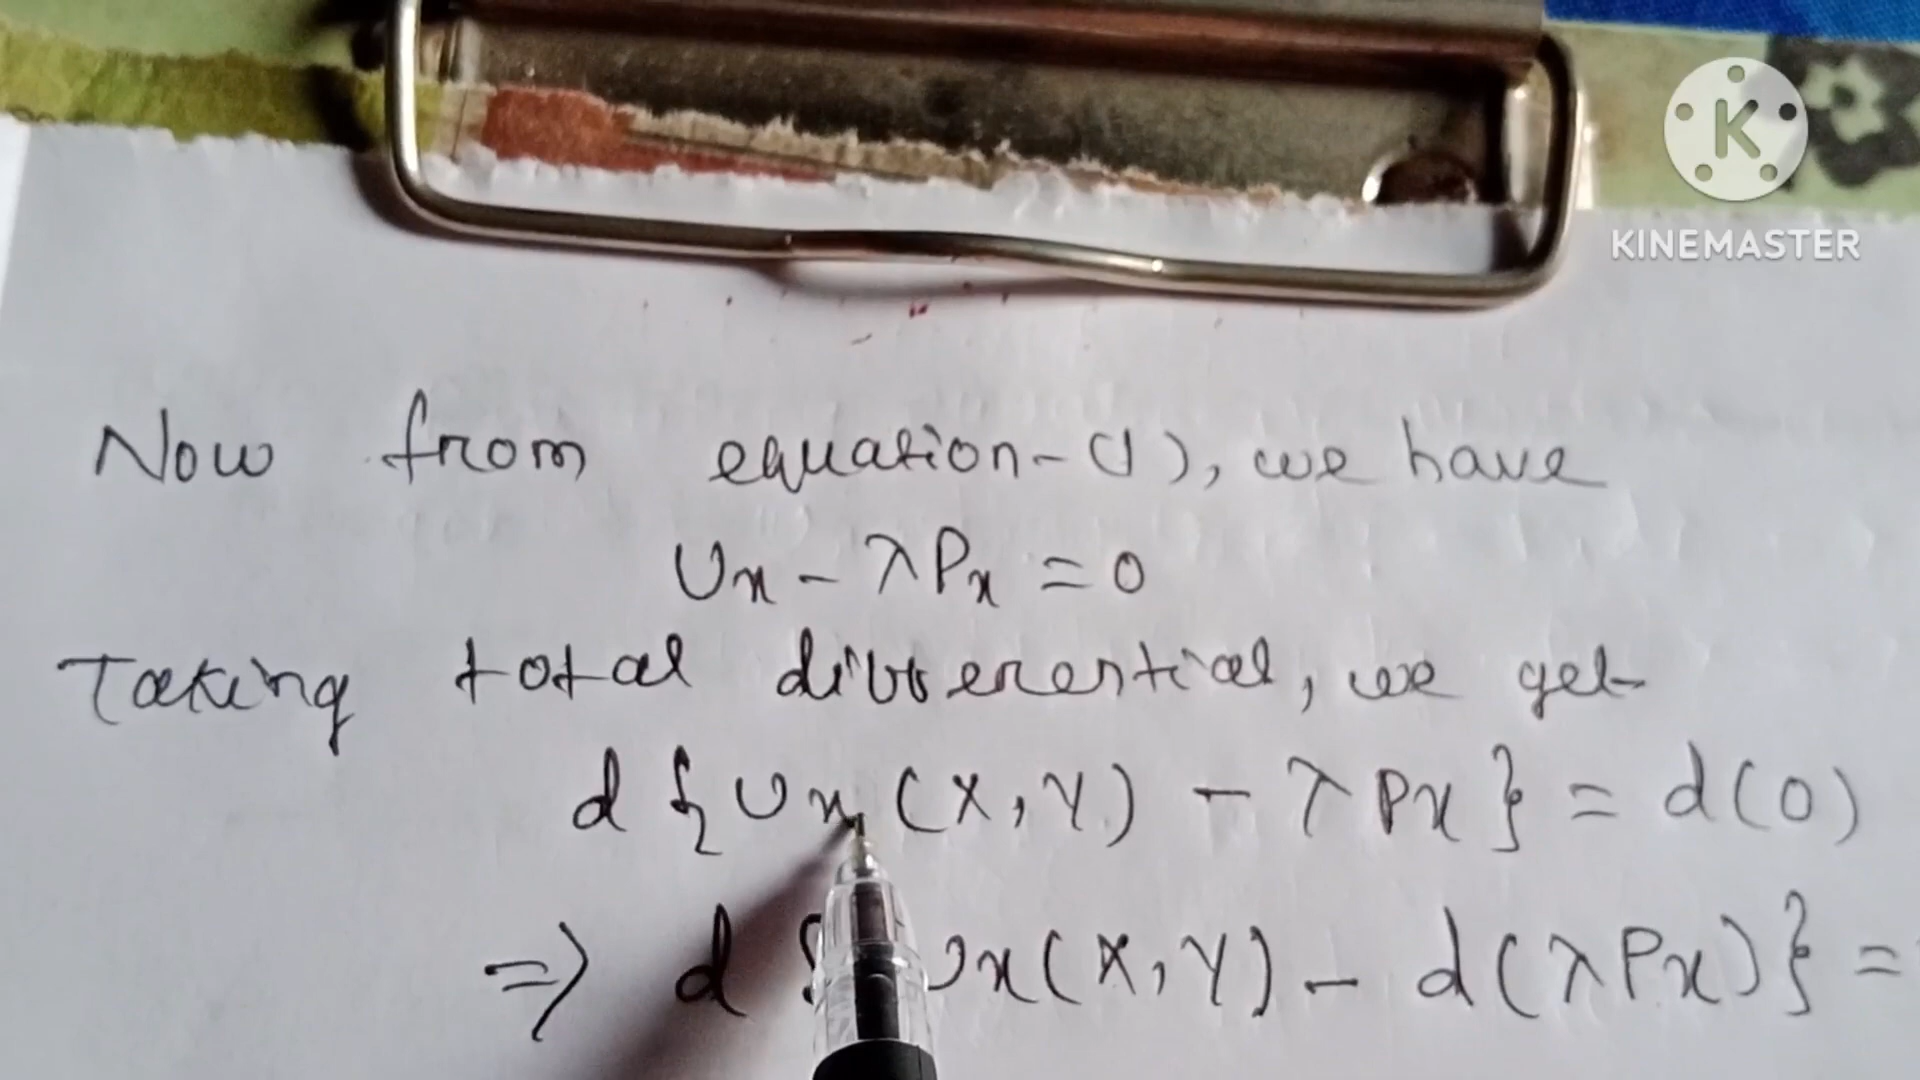 K
KINEMASTER
Now from equation-(1), we have
Ux - λPx = 0
Taking total differential, we get
d {Ux (X,Y) - λPx} = d(0)
=> d { Ux(X,Y) - d(λPx)} =